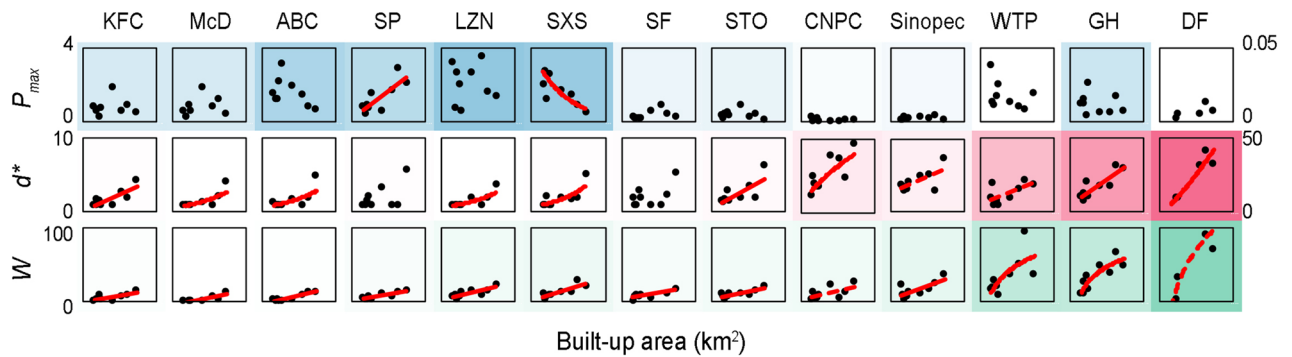 KFC McD ABC SP LZN SXS SF STO CNPC Sinopec WTP GH DF
4 0.05
Pmax
0 0
10 50
d*
0 0
100
W
0
Built-up area (km²)